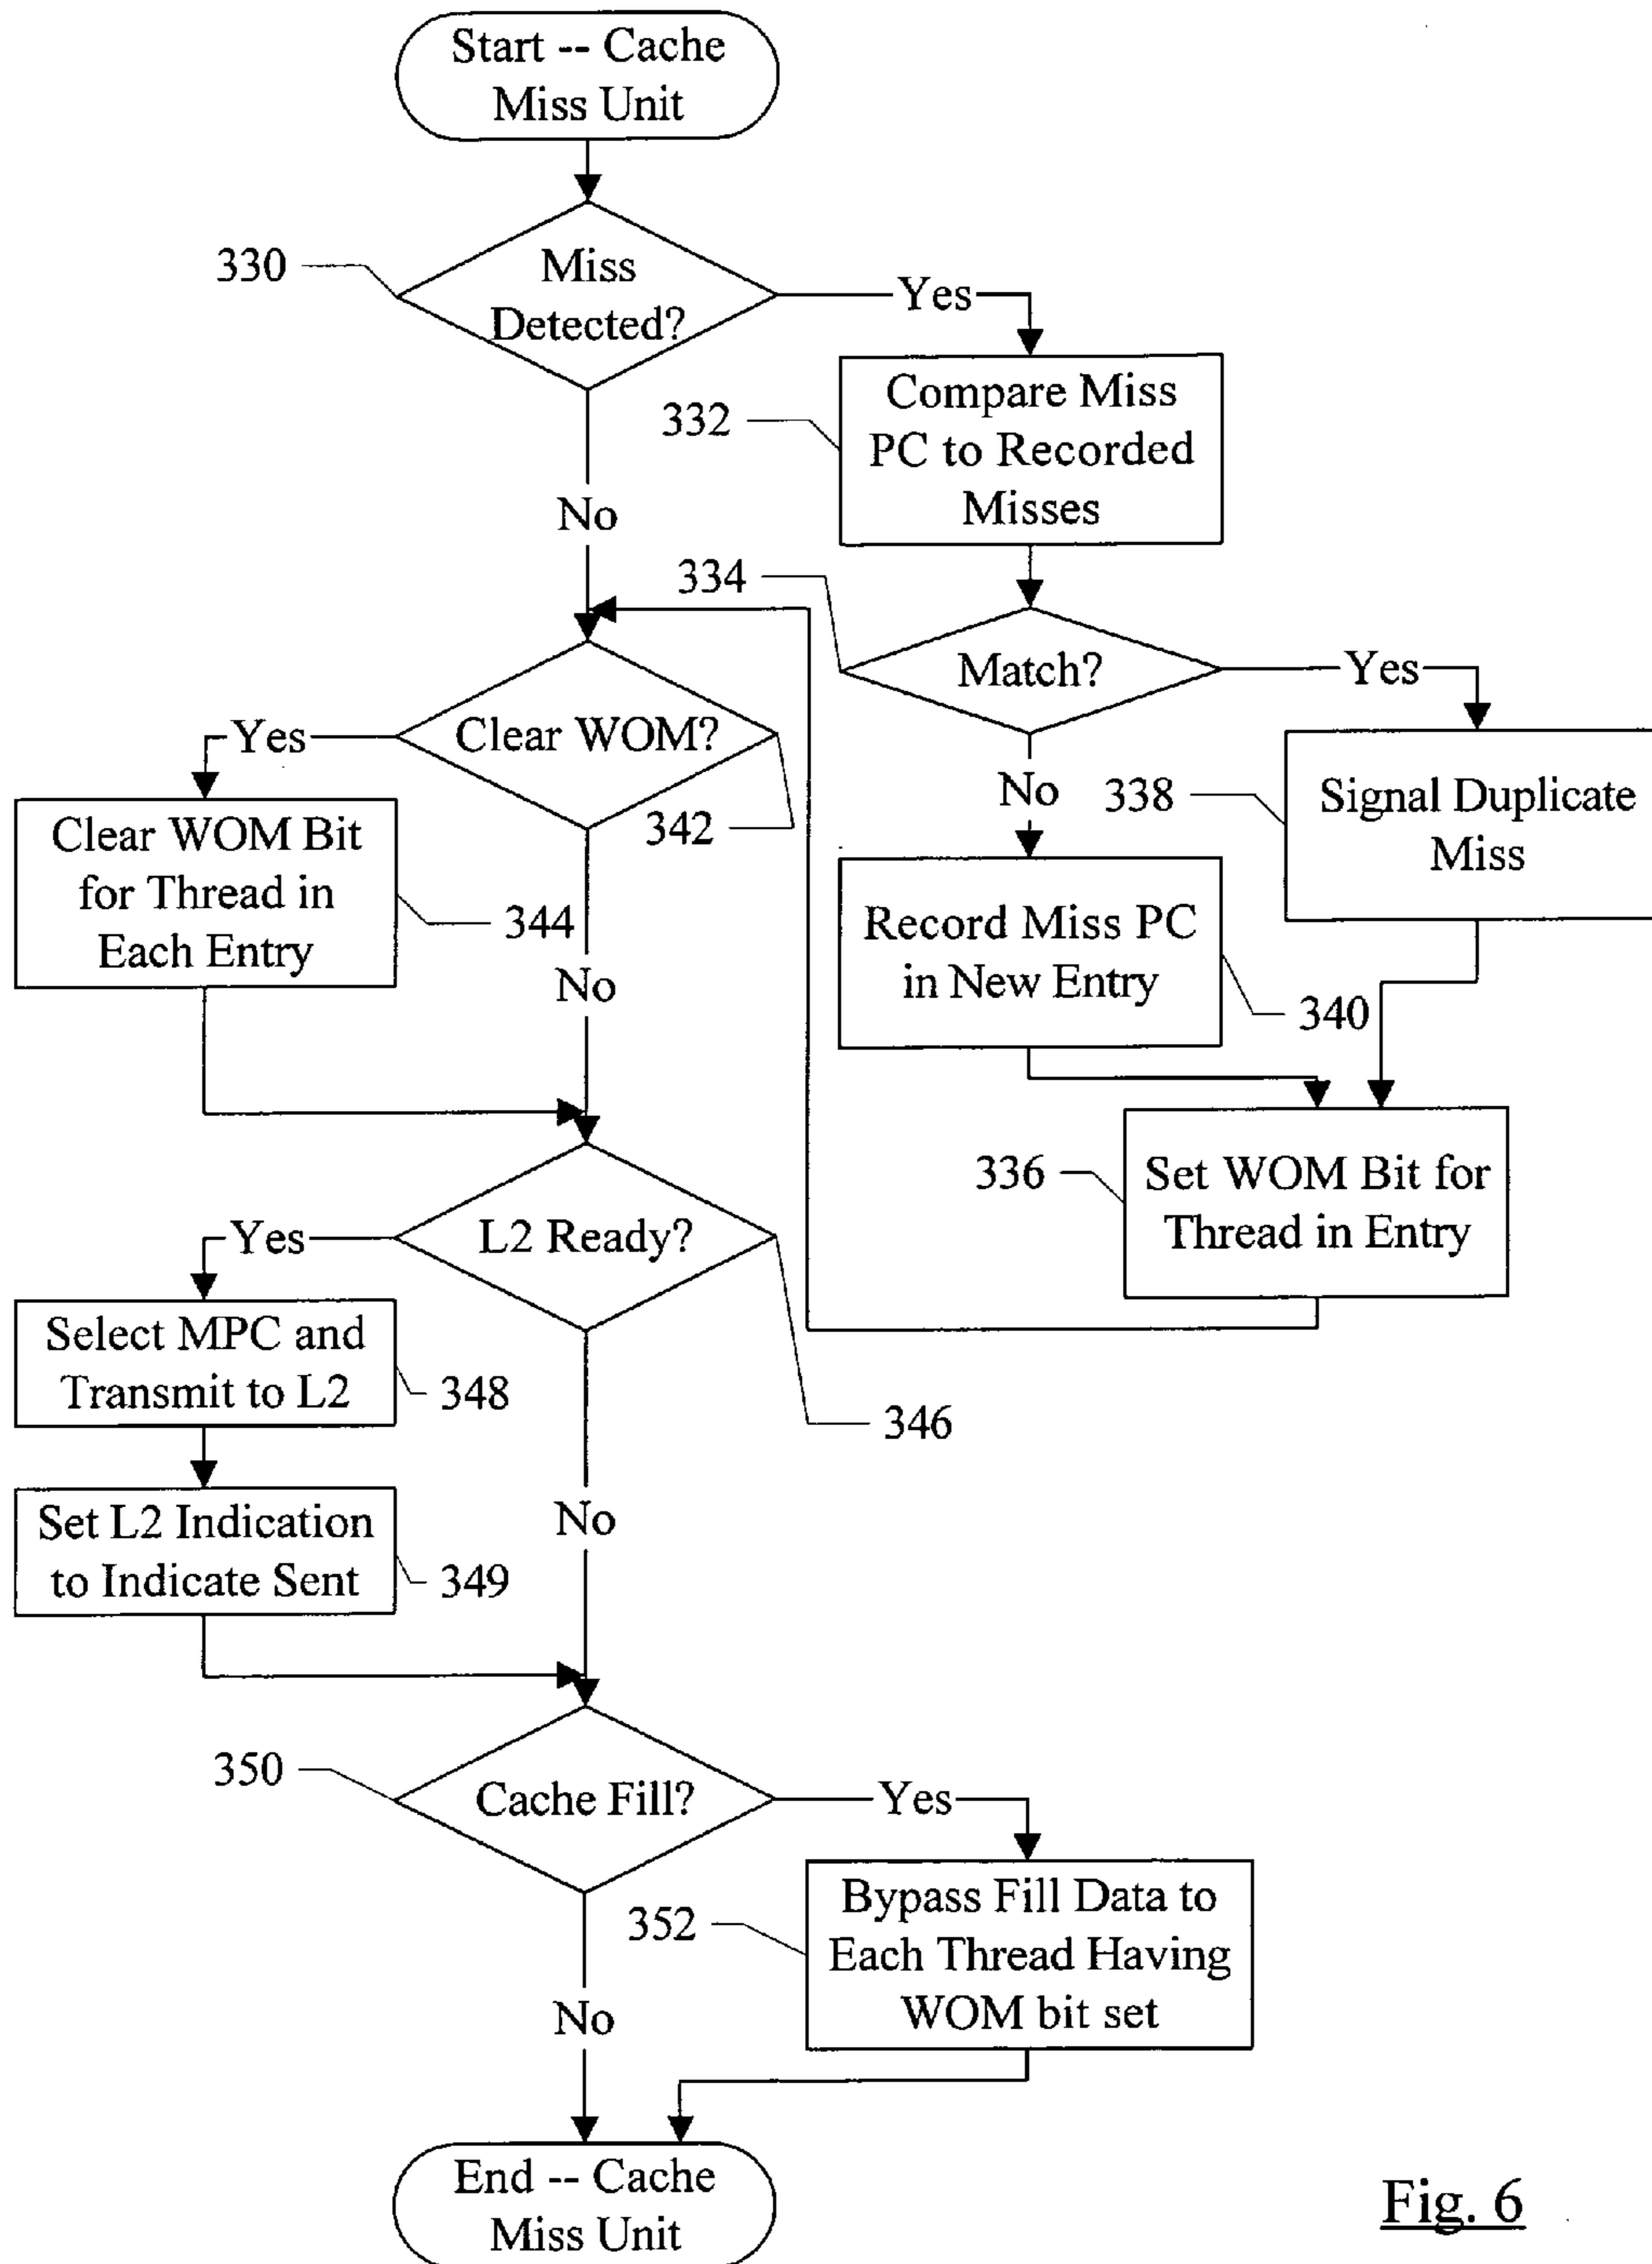 Start -- Cache
Miss Unit
330
Miss
Detected?
Yes
332
Compare Miss
PC to Recorded
Misses
No
334
Match?
Yes
Clear WOM?
Yes
342
No
338
Signal Duplicate
Miss
Clear WOM Bit
for Thread in
Each Entry
344
No
Record Miss PC
in New Entry
340
336
Set WOM Bit for
Thread in Entry
L2 Ready?
Yes
346
Select MPC and
Transmit to L2
348
No
Set L2 Indication
to Indicate Sent
349
350
Cache Fill?
Yes
352
Bypass Fill Data to
Each Thread Having
WOM bit set
No
End -- Cache
Miss Unit
Fig. 6